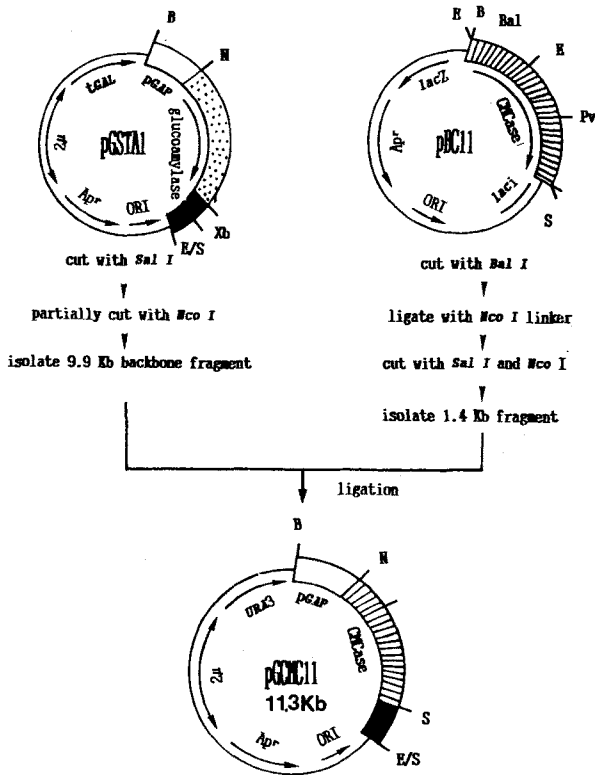 B
N
tGAL
pGAP
glucoamylase
2μ
pGSTA1
Apr
ORI
Xb
E/S
cut with Sal I
partially cut with Nco I
isolate 9.9 Kb backbone fragment
E B Bal
E
lacZ
CMCase
Pv
Apr
pBC11
laci
ORI
S
cut with Bal I
ligate with Nco I linker
cut with Sal I and Nco I
isolate 1.4 Kb fragment
ligation
B
N
URA3
pGAP
CMCase
2μ
pGCMC11
11.3Kb
Apr
ORI
S
E/S